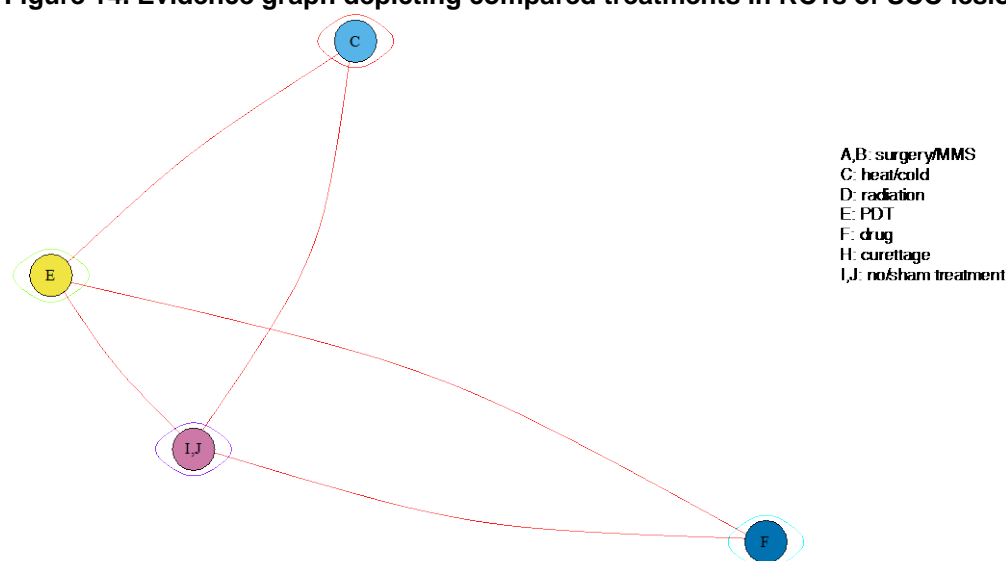 Figure 14. Evidence graph depicting compared treatments in RCTs of SCC lesio
C
A,B: surgery/MMS
C: heat/cold
D: radiation
E: PDT
F: drug
H: curettage
I,J: no/sham treatment
E
I,J
F